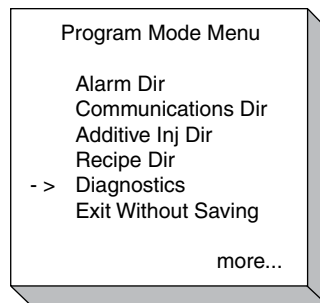 Program Mode Menu
Alarm Dir
Communications Dir
Additive Inj Dir
Recipe Dir
- > Diagnostics
Exit Without Saving
more...